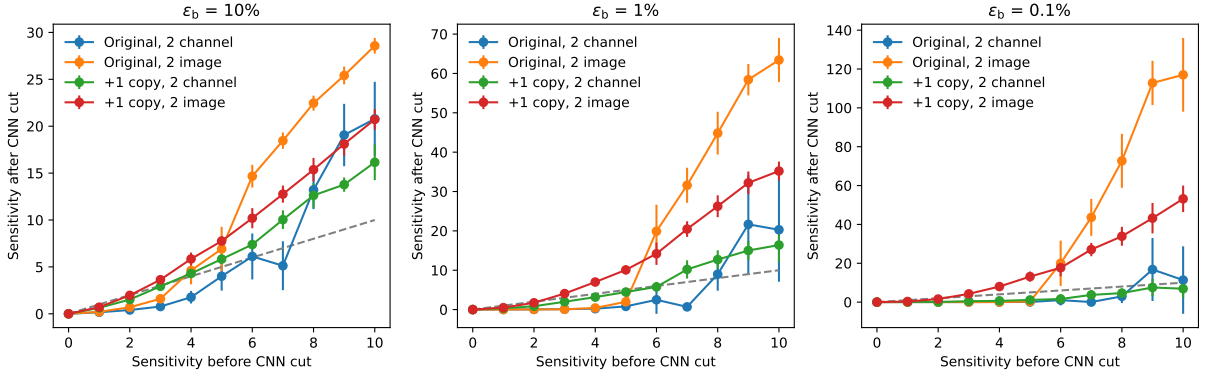 εb = 10%
Sensitivity after CNN cut
30
25
20
15
10
5
0
Original, 2 channel
Original, 2 image
+1 copy, 2 channel
+1 copy, 2 image
0 2 4 6 8 10
Sensitivity before CNN cut
εb = 1%
Sensitivity after CNN cut
70
60
50
40
30
20
10
0
Original, 2 channel
Original, 2 image
+1 copy, 2 channel
+1 copy, 2 image
0 2 4 6 8 10
Sensitivity before CNN cut
εb = 0.1%
Sensitivity after CNN cut
140
120
100
80
60
40
20
0
Original, 2 channel
Original, 2 image
+1 copy, 2 channel
+1 copy, 2 image
0 2 4 6 8 10
Sensitivity before CNN cut